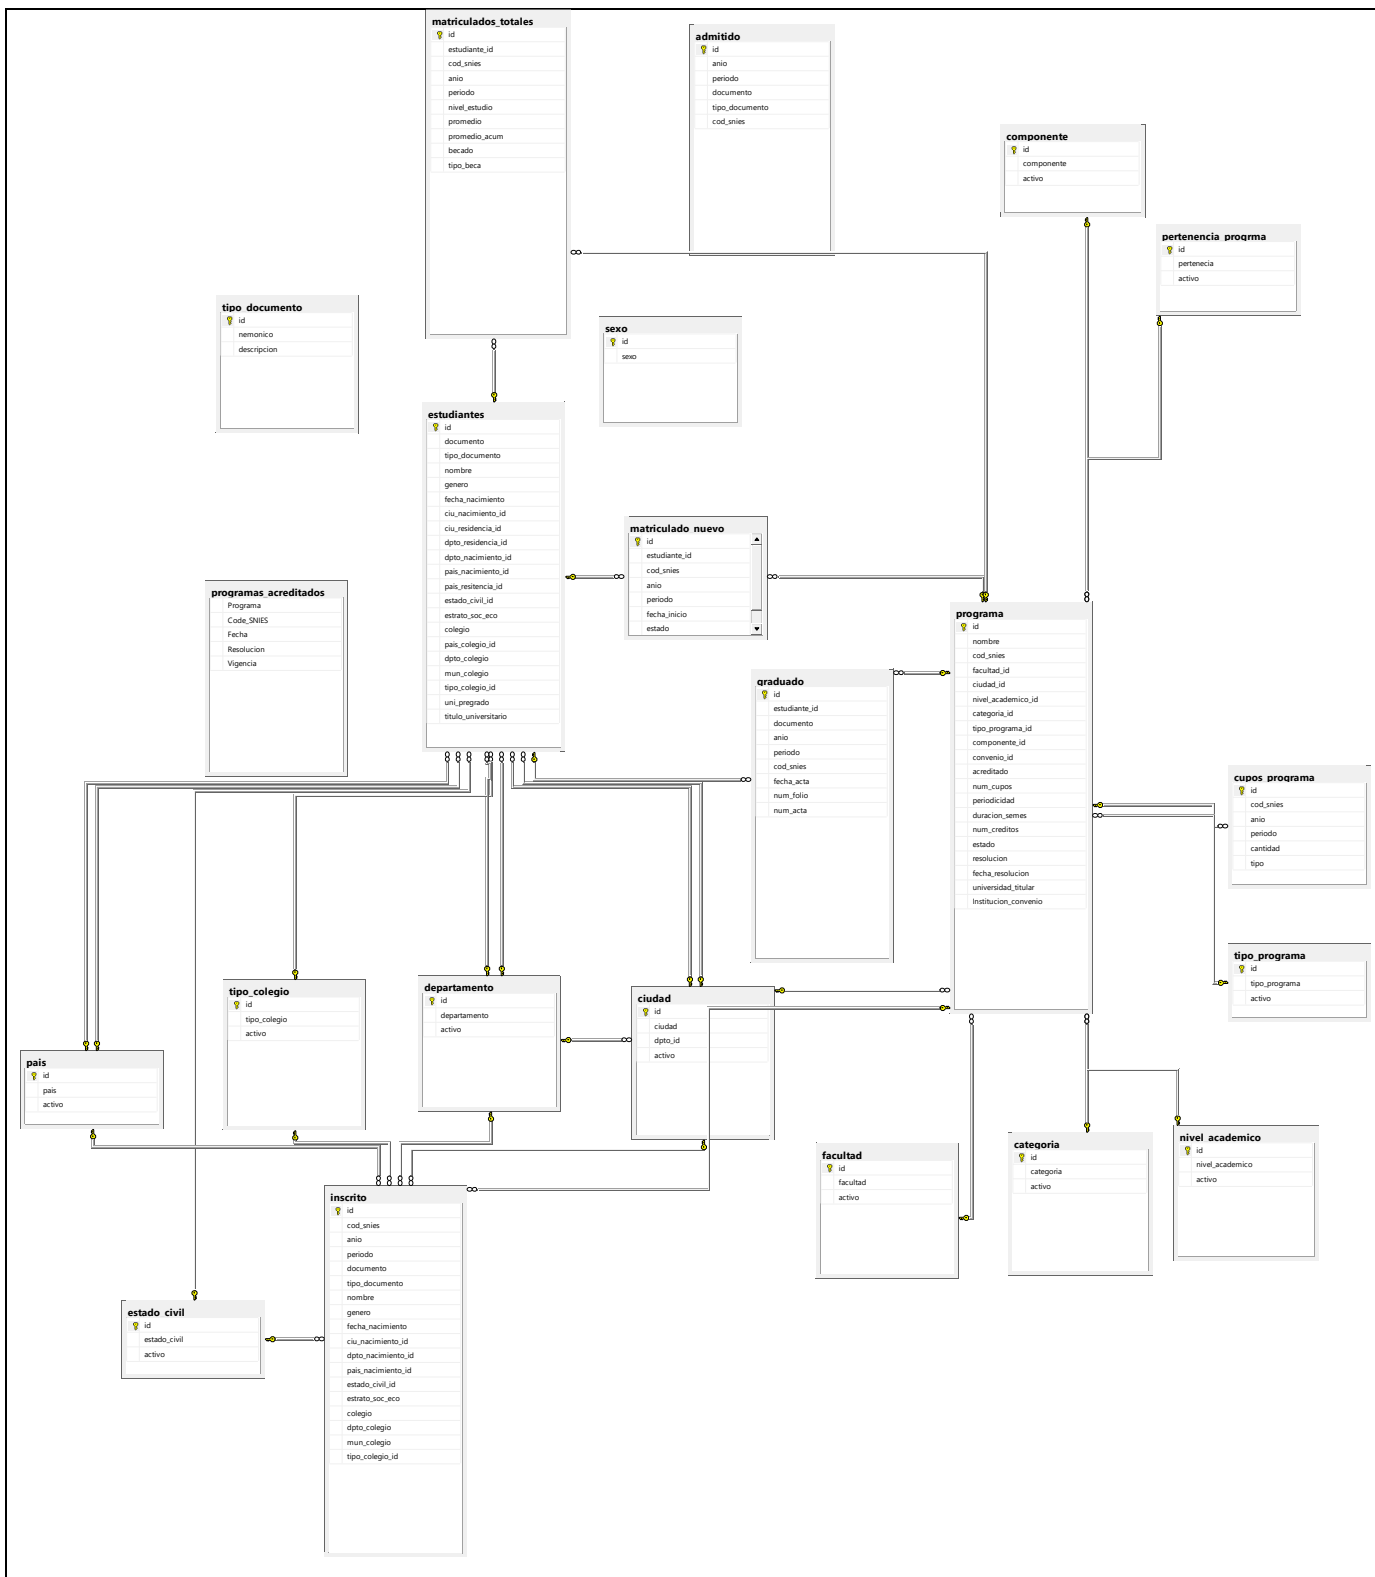 matriculados_totales
id
estudiante_id
cod_snies
anio
periodo
nivel_estudio
promedio
promedio_acum
becado
tipo_beca
admitido
id
anio
periodo
documento
tipo_documento
cod_snies
componente
id
componente
activo
pertenencia_progrma
id
pertenecia
activo
tipo_documento
id
nemonico
descripcion
sexo
id
sexo
estudiantes
id
documento
tipo_documento
nombre
genero
fecha_nacimiento
ciu_nacimiento_id
ciu_residencia_id
dpto_residencia_id
dpto_nacimiento_id
pais_nacimiento_id
pais_resitencia_id
estado_civil_id
estrato_soc_eco
colegio
pais_colegio_id
dpto_colegio
mun_colegio
tipo_colegio_id
uni_pregrado
titulo_universitario
matriculado_nuevo
id
estudiante_id
cod_snies
anio
periodo
fecha_inicio
estado
programas_acreditados
Programa
Code_SNIES
Fecha
Resolucion
Vigencia
programa
id
nombre
cod_snies
facultad_id
ciudad_id
nivel_academico_id
categoria_id
tipo_programa_id
componente_id
convenio_id
acreditado
num_cupos
periodicidad
duracion_semes
num_creditos
estado
resolucion
fecha_resolucion
universidad_titular
Institucion_convenio
graduado
id
estudiante_id
documento
anio
periodo
cod_snies
fecha_acta
num_folio
num_acta
cupos_programa
id
cod_snies
anio
periodo
cantidad
tipo
tipo_programa
id
tipo_programa
activo
tipo_colegio
id
tipo_colegio
activo
departamento
id
departamento
activo
ciudad
id
ciudad
dpto_id
activo
pais
id
pais
activo
facultad
id
facultad
activo
categoria
id
categoria
activo
nivel_academico
id
nivel_academico
activo
inscrito
id
cod_snies
anio
periodo
documento
tipo_documento
nombre
genero
fecha_nacimiento
ciu_nacimiento_id
dpto_nacimiento_id
pais_nacimiento_id
estado_civil_id
estrato_soc_eco
colegio
dpto_colegio
mun_colegio
tipo_colegio_id
estado_civil
id
estado_civil
activo